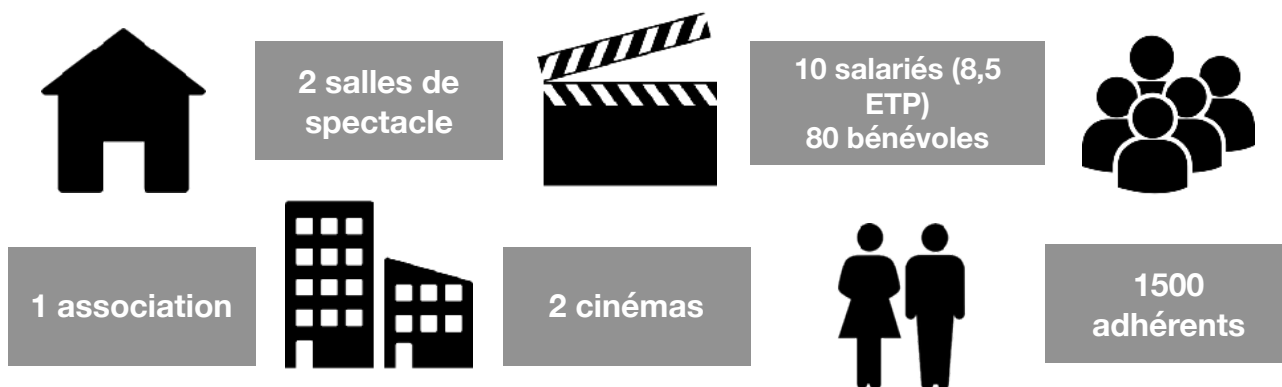 2 salles de
spectacle
10 salariés (8,5
ETP)
80 bénévoles
1 association
2 cinémas
1500
adhérents